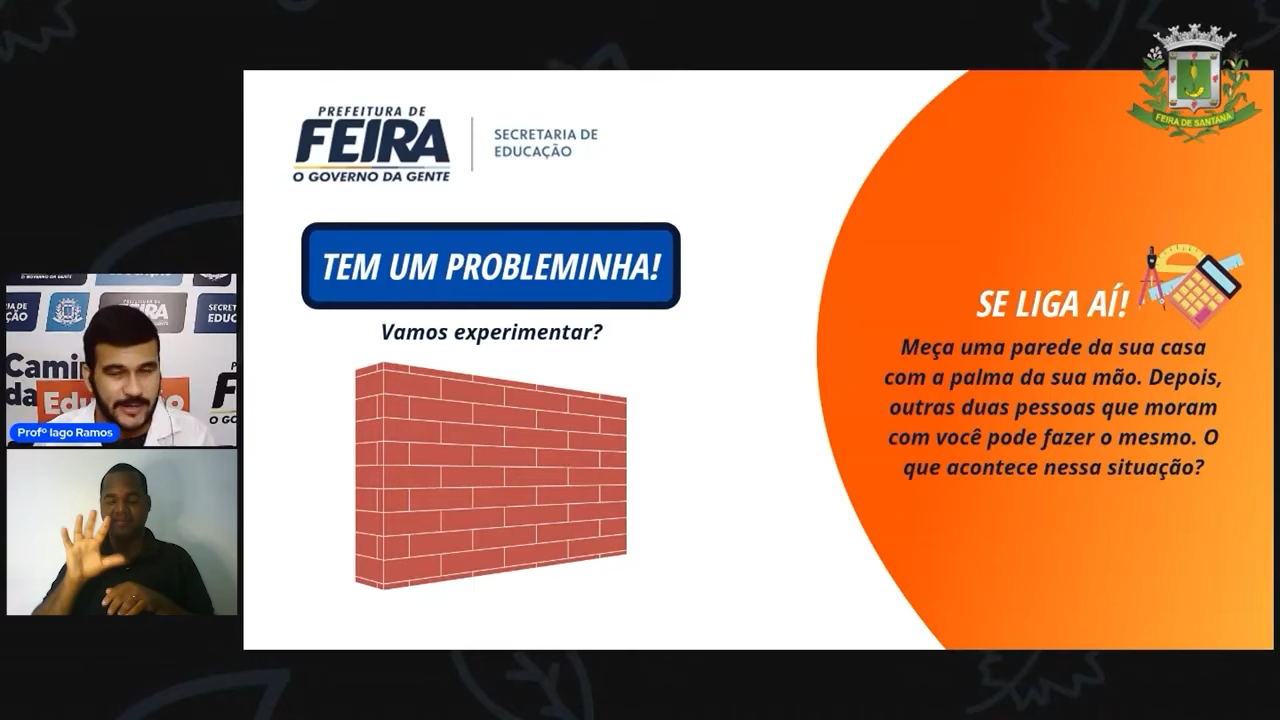 FEIRA DE SANTANA
PREFEITURA DE
FEIRA
O GOVERNO DA GENTE
SECRETARIA DE
EDUCAÇÃO
TEM UM PROBLEMINHA!
Vamos experimentar?
SE LIGA AÍ!
Meça uma parede da sua casa
com a palma da sua mão. Depois,
outras duas pessoas que moram
com você pode fazer o mesmo. O
que acontece nessa situação?
Profº Iago Ramos